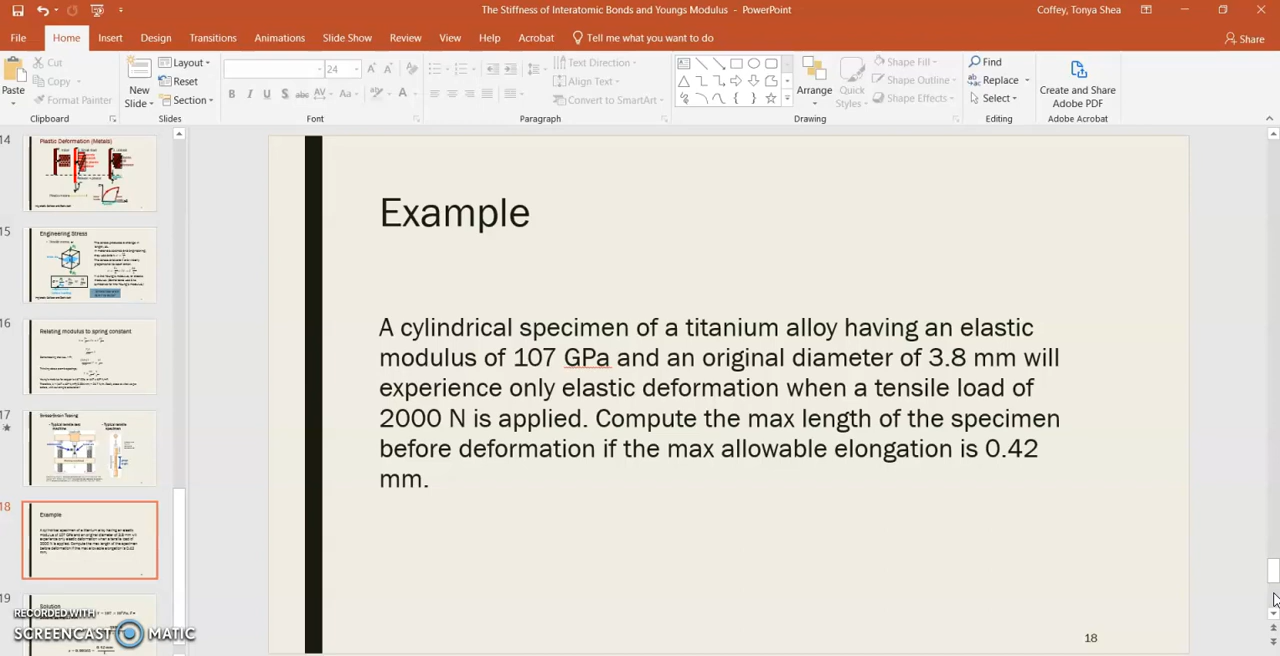 The Stiffness of Interatomic Bonds and Youngs Modulus - PowerPoint
Coffey, Tonya Shea
File Home Insert Design Transitions Animations Slide Show Review View Help Acrobat Tell me what you want to do
Share
Paste
Cut
Copy
Format Painter
Clipboard
New Slide
Layout
Reset
Section
Slides
24
B I U S abc AV Aa A
Font
Text Direction
Align Text
Convert to SmartArt
Paragraph
Arrange
Quick Styles
Shape Fill
Shape Outline
Shape Effects
Drawing
Find
Replace
Select
Editing
Create and Share Adobe PDF
Adobe Acrobat
14
Plastic Deformation (Metals)
15
Engineering Stress
16
Relating modulus to spring constant
17
18
Example
19
Solution
RECORDED WITH
SCREENCAST MATIC
Example
A cylindrical specimen of a titanium alloy having an elastic
modulus of 107 GPa and an original diameter of 3.8 mm will
experience only elastic deformation when a tensile load of
2000 N is applied. Compute the max length of the specimen
before deformation if the max allowable elongation is 0.42
mm.
18